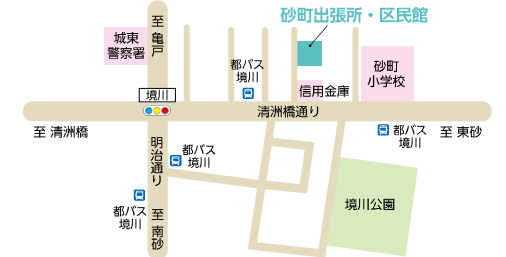 砂町出張所・区民館
至 亀戸
城東
警察署
都バス
境川
砂町
小学校
信用金庫
境川
清洲橋通り
至 清洲橋
都バス
境川
至 東砂
明治通り
都バス
境川
境川公園
都バス
境川
至 南砂